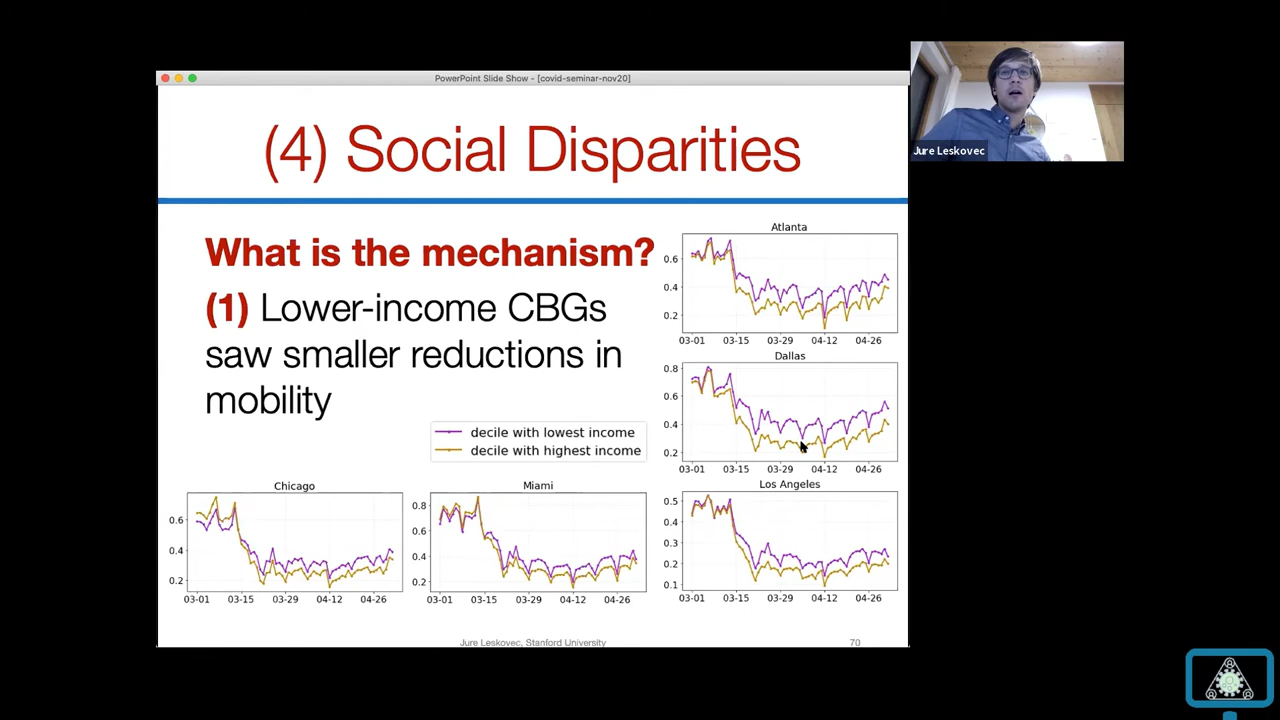 PowerPoint Slide Show - [covid-seminar-nov20]
Jure Leskovec
(4) Social Disparities
What is the mechanism?
(1) Lower-income CBGs
saw smaller reductions in
mobility
decile with lowest income
decile with highest income
Atlanta
0.6
0.4
0.2
03-01 03-15 03-29 04-12 04-26
Dallas
0.8
0.6
0.4
0.2
03-01 03-15 03-29 04-12 04-26
Chicago
0.6
0.4
0.2
03-01 03-15 03-29 04-12 04-26
Miami
0.8
0.6
0.4
0.2
03-01 03-15 03-29 04-12 04-26
Los Angeles
0.5
0.4
0.3
0.2
0.1
03-01 03-15 03-29 04-12 04-26
Jure Leskovec, Stanford University
70